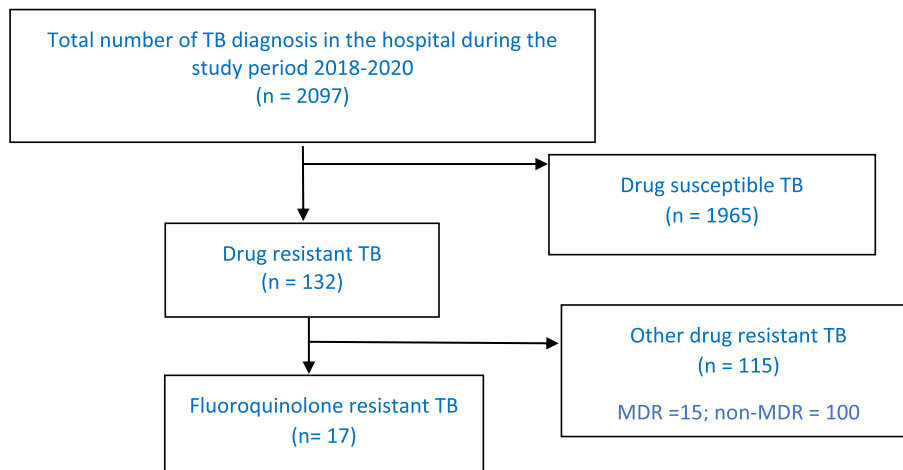 Total number of TB diagnosis in the hospital during the
study period 2018-2020
(n = 2097)
Drug susceptible TB
(n = 1965)
Drug resistant TB
(n = 132)
Other drug resistant TB
(n = 115)
MDR =15; non-MDR = 100
Fluoroquinolone resistant TB
(n= 17)